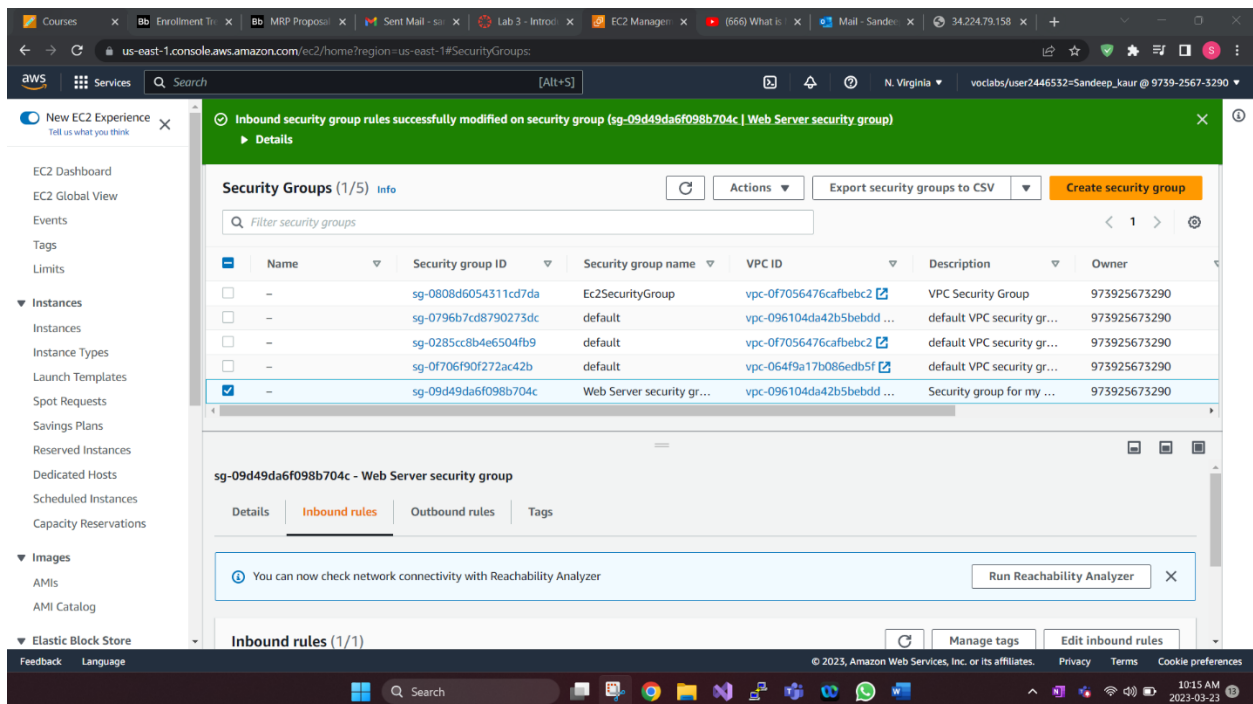 Courses
Enrollment Tr
MRP Proposal
Sent Mail - sa
Lab 3 - Introd
EC2 Managem
(666) What is
Mail - Sandee
34.224.79.158
us-east-1.console.aws.amazon.com/ec2/home?region=us-east-1#SecurityGroups:
aws Services Search [Alt+S] N. Virginia voclabs/user2446532=Sandeep_kaur @ 9739-2567-3290
New EC2 Experience
Tell us what you think
EC2 Dashboard
EC2 Global View
Events
Tags
Limits
Instances
Instances
Instance Types
Launch Templates
Spot Requests
Savings Plans
Reserved Instances
Dedicated Hosts
Scheduled Instances
Capacity Reservations
Images
AMIs
AMI Catalog
Elastic Block Store
Inbound security group rules successfully modified on security group (sg-09d49da6f098b704c | Web Server security group)
Details
Security Groups (1/5) Info Actions Export security groups to CSV Create security group
Filter security groups 1
Name Security group ID Security group name VPC ID Description Owner
– sg-0808d6054311cd7da Ec2SecurityGroup vpc-0f7056476cafbebc2 VPC Security Group 973925673290
– sg-0796b7cd8790273dc default vpc-096104da42b5bebdd ... default VPC security gr... 973925673290
– sg-0285cc8b4e6504fb9 default vpc-0f7056476cafbebc2 default VPC security gr... 973925673290
– sg-0f706f90f272ac42b default vpc-064f9a17b086edb5f default VPC security gr... 973925673290
– sg-09d49da6f098b704c Web Server security gr... vpc-096104da42b5bebdd ... Security group for my ... 973925673290
sg-09d49da6f098b704c - Web Server security group
Details Inbound rules Outbound rules Tags
You can now check network connectivity with Reachability Analyzer Run Reachability Analyzer
Inbound rules (1/1) Manage tags Edit inbound rules
Feedback Language © 2023, Amazon Web Services, Inc. or its affiliates. Privacy Terms Cookie preferences
Search
10:15 AM
2023-03-23
13